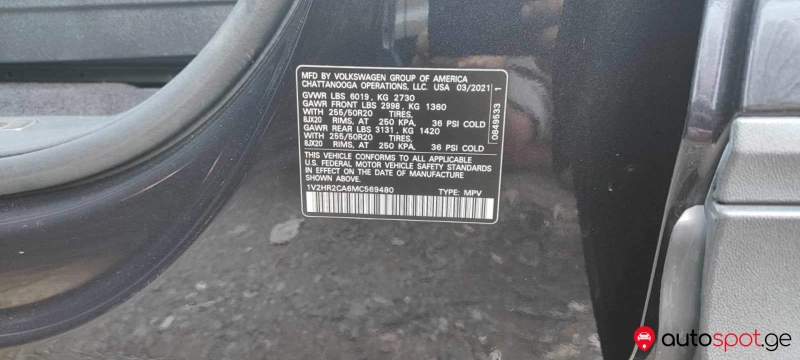 MFD BY VOLKSWAGEN GROUP OF AMERICA
CHATTANOOGA OPERATIONS, LLC. USA 03/2021
GVWR LBS 6019, KG 2730
GAWR FRONT LBS 2998, KG 1360
WITH 255/50R20 TIRES,
8JX20 RIMS, AT 250 KPA, 36 PSI COLD
GAWR REAR LBS 3131, KG 1420
WITH 255/50R20 TIRES,
8JX20 RIMS, AT 250 KPA, 36 PSI COLD
THIS VEHICLE CONFORMS TO ALL APPLICABLE
U.S. FEDERAL MOTOR VEHICLE SAFETY STANDARDS
IN EFFECT ON THE DATE OF MANUFACTURE
SHOWN ABOVE.
1V2HR2CA6MC569480 TYPE: MPV
0849533 1
autospot.ge